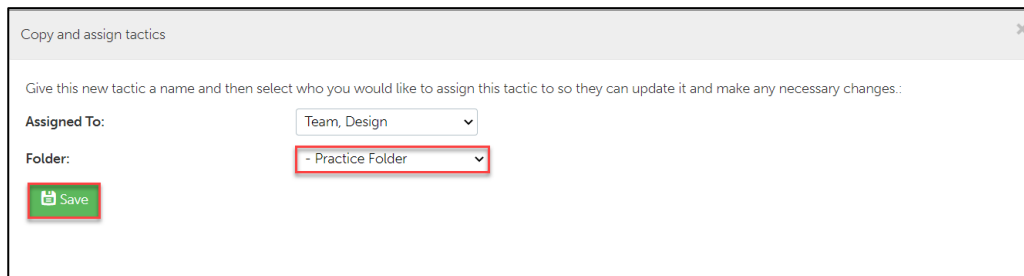 Copy and assign tactics
Give this new tactic a name and then select who you would like to assign this tactic to so they can update it and make any necessary changes.:
Assigned To: Team, Design
Folder: - Practice Folder
Save